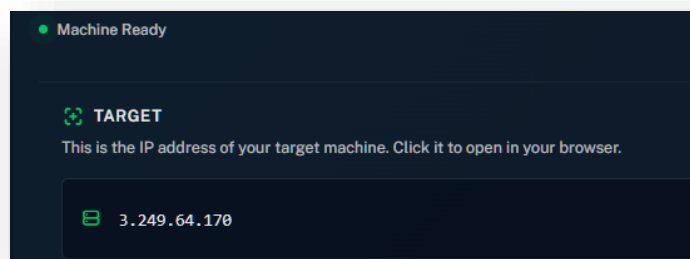 Machine Ready
TARGET
This is the IP address of your target machine. Click it to open in your browser.
3.249.64.170